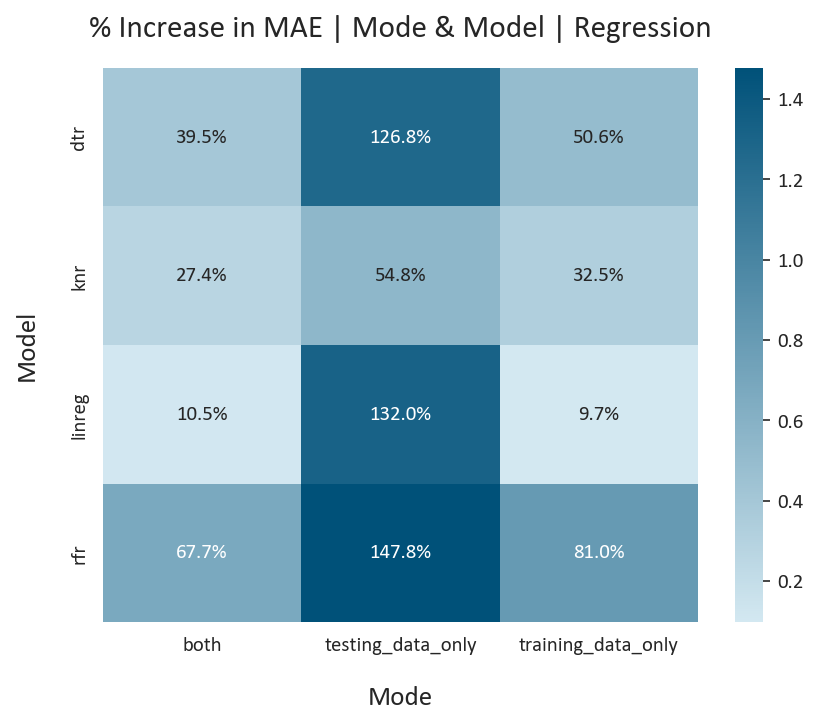 % Increase in MAE | Mode & Model | Regression
Model
dtr
39.5%
126.8%
50.6%
knr
27.4%
54.8%
32.5%
linreg
10.5%
132.0%
9.7%
rfr
67.7%
147.8%
81.0%
both
testing_data_only
training_data_only
Mode
1.4
1.2
1.0
0.8
0.6
0.4
0.2